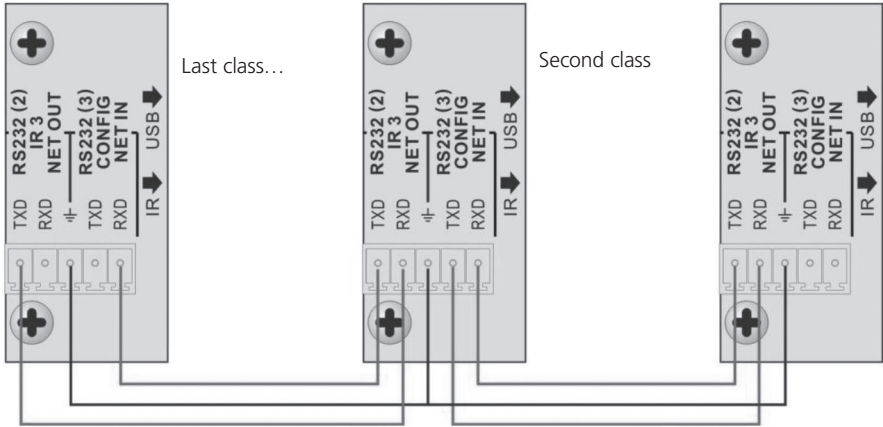 Last class…
Second class
RS232 (2)
IR 3
NET OUT
RS232 (3)
CONFIG
NET IN
IR
USB
TXD
RXD
TXD
RXD
RS232 (2)
IR 3
NET OUT
RS232 (3)
CONFIG
NET IN
IR
USB
TXD
RXD
TXD
RXD
RS232 (2)
IR 3
NET OUT
RS232 (3)
CONFIG
NET IN
IR
USB
TXD
RXD
TXD
RXD